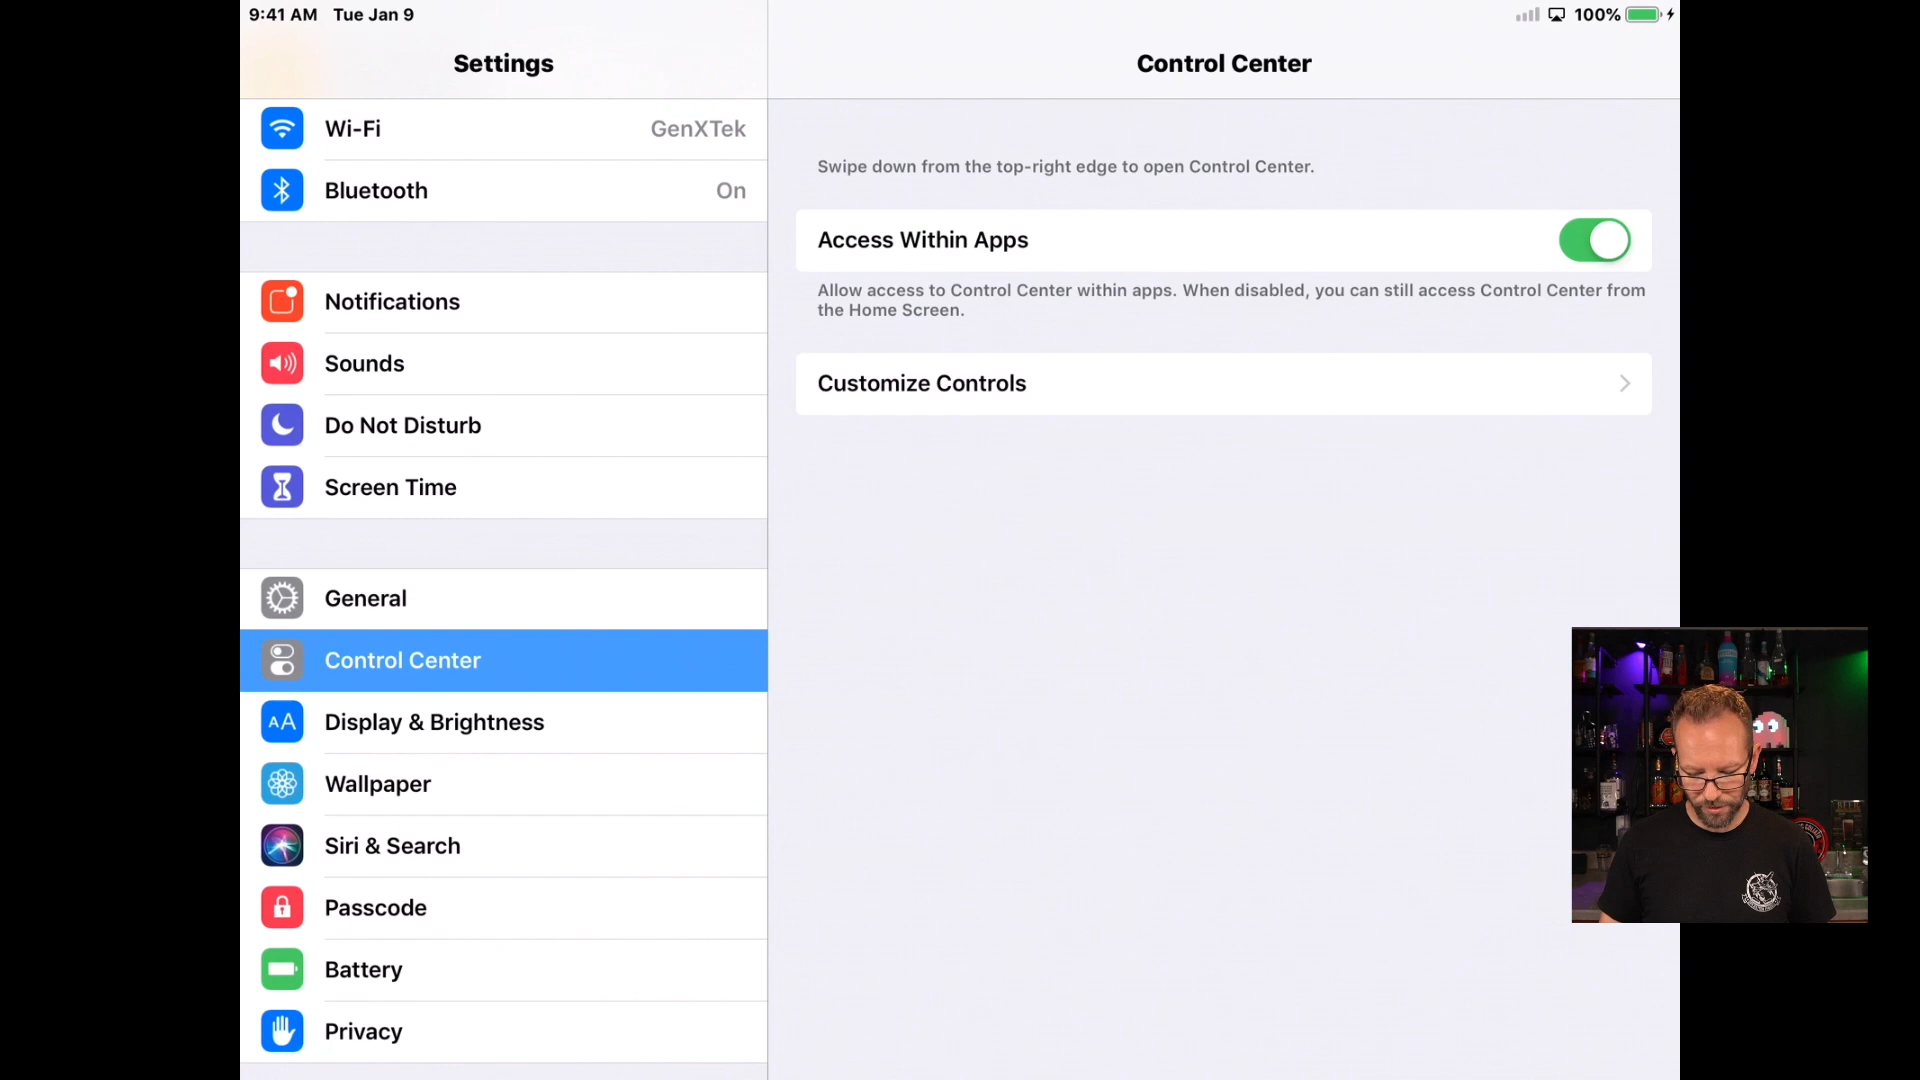 9:41 AM Tue Jan 9
100%
Settings
Control Center
Wi-Fi GenXTek
Bluetooth On
Notifications
Sounds
Do Not Disturb
Screen Time
General
Control Center
AA Display & Brightness
Wallpaper
Siri & Search
Passcode
Battery
Privacy
Swipe down from the top-right edge to open Control Center.
Access Within Apps
Allow access to Control Center within apps. When disabled, you can still access Control Center from
the Home Screen.
Customize Controls